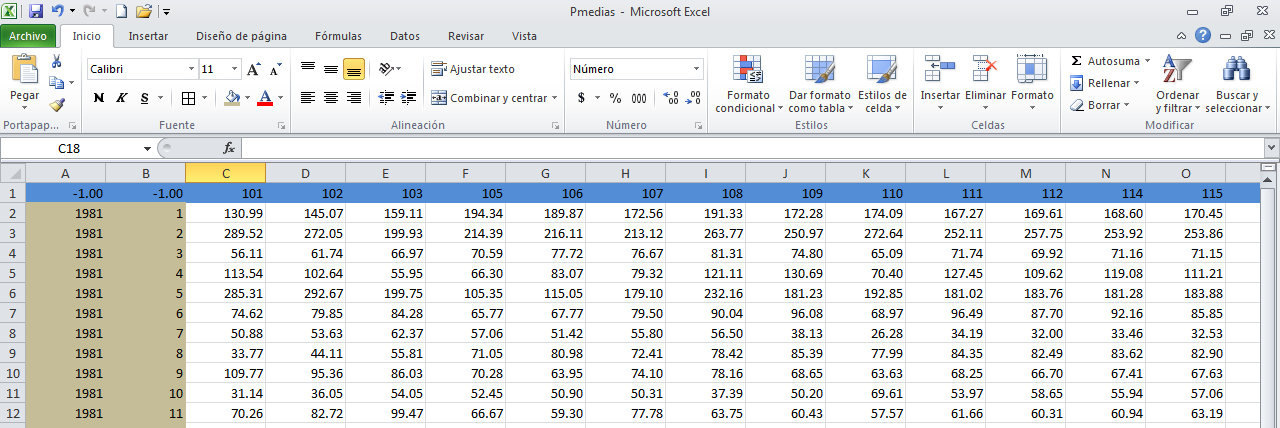 Pmedias - Microsoft Excel
Archivo Inicio Insertar Diseño de página Fórmulas Datos Revisar Vista
Pegar
Portapap...
Calibri 11
N K S
Fuente
Ajustar texto
Combinar y centrar
Alineación
Número
$ % 000
Número
Formato condicional
Dar formato como tabla
Estilos de celda
Estilos
Insertar Eliminar Formato
Celdas
Σ Autosuma
Rellenar
Borrar
Ordenar y filtrar
Buscar y seleccionar
Modificar
C18 fx
A B C D E F G H I J K L M N O
1 -1.00 -1.00 101 102 103 105 106 107 108 109 110 111 112 114 115
2 1981 1 130.99 145.07 159.11 194.34 189.87 172.56 191.33 172.28 174.09 167.27 169.61 168.60 170.45
3 1981 2 289.52 272.05 199.93 214.39 216.11 213.12 263.77 250.97 272.64 252.11 257.75 253.92 253.86
4 1981 3 56.11 61.74 66.97 70.59 77.72 76.67 81.31 74.80 65.09 71.74 69.92 71.16 71.15
5 1981 4 113.54 102.64 55.95 66.30 83.07 79.32 121.11 130.69 70.40 127.45 109.62 119.08 111.21
6 1981 5 285.31 292.67 199.75 105.35 115.05 179.10 232.16 181.23 192.85 181.02 183.76 181.28 183.88
7 1981 6 74.62 79.85 84.28 65.77 67.77 79.50 90.04 96.08 68.97 96.49 87.70 92.16 85.85
8 1981 7 50.88 53.63 62.37 57.06 51.42 55.80 56.50 38.13 26.28 34.19 32.00 33.46 32.53
9 1981 8 33.77 44.11 55.81 71.05 80.98 72.41 78.42 85.39 77.99 84.35 82.49 83.62 82.90
10 1981 9 109.77 95.36 86.03 70.28 63.95 74.10 78.16 68.65 63.63 68.25 66.70 67.41 67.63
11 1981 10 31.14 36.05 54.05 52.45 50.90 50.31 37.39 50.20 69.61 53.97 58.65 55.94 57.06
12 1981 11 70.26 82.72 99.47 66.67 59.30 77.78 63.75 60.43 57.57 61.66 60.31 60.94 63.19